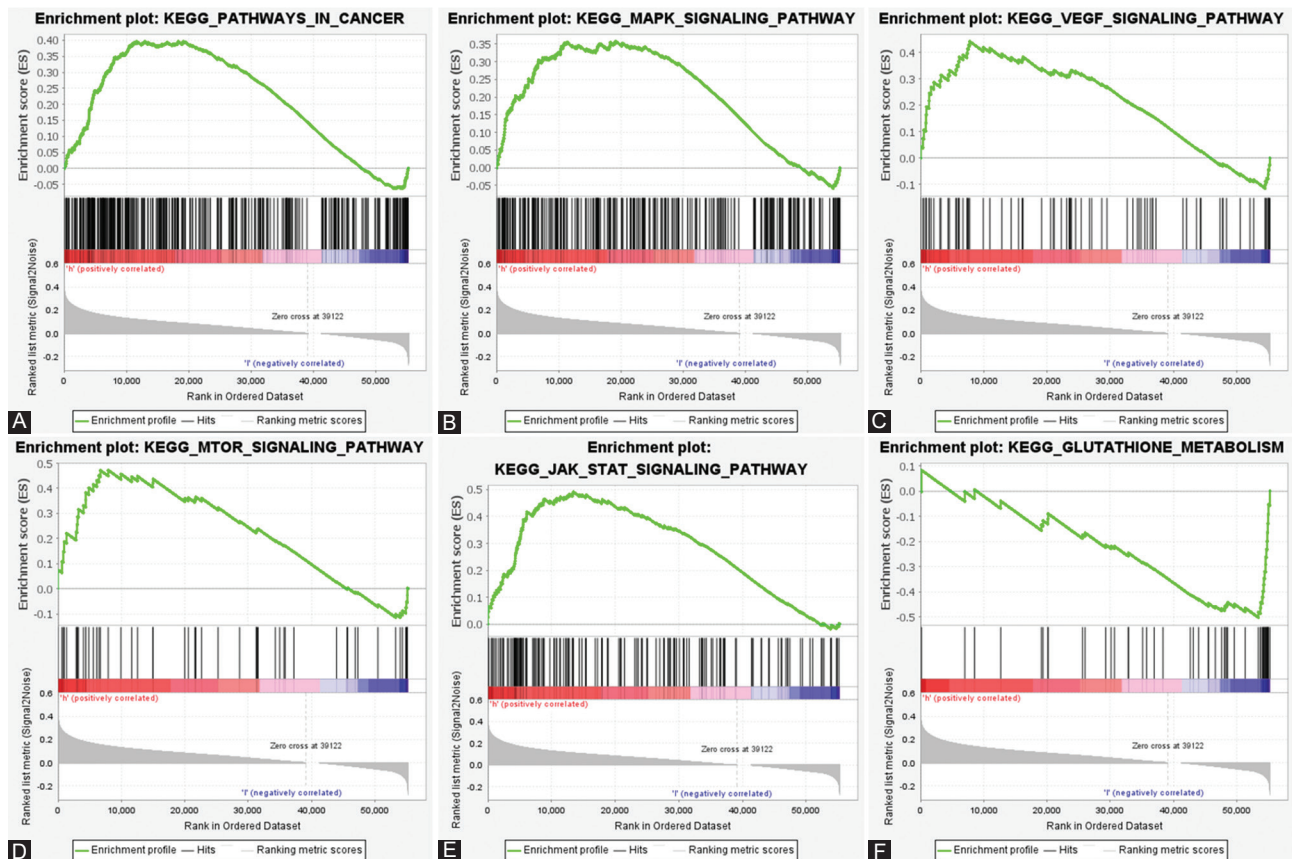 Enrichment plot: KEGG_PATHWAYS_IN_CANCER
Enrichment score (ES)
0.40
0.35
0.30
0.25
0.20
0.15
0.10
0.05
0.00
-0.05
Ranked list metric (Signal2Noise)
0.6
0.4
0.2
0.0
-0.2
'h' (positively correlated)
Zero cross at 39122
'l' (negatively correlated)
0 10,000 20,000 30,000 40,000 50,000
Rank in Ordered Dataset
Enrichment profile Hits Ranking metric scores
A
Enrichment plot: KEGG_MAPK_SIGNALING_PATHWAY
Enrichment score (ES)
0.35
0.30
0.25
0.20
0.15
0.10
0.05
0.00
-0.05
Ranked list metric (Signal2Noise)
0.6
0.4
0.2
0.0
-0.2
'h' (positively correlated)
Zero cross at 39122
'l' (negatively correlated)
0 10,000 20,000 30,000 40,000 50,000
Rank in Ordered Dataset
Enrichment profile Hits Ranking metric scores
B
Enrichment plot: KEGG_VEGF_SIGNALING_PATHWAY
Enrichment score (ES)
0.4
0.3
0.2
0.1
0.0
-0.1
Ranked list metric (Signal2Noise)
0.6
0.4
0.2
0.0
-0.2
'h' (positively correlated)
Zero cross at 39122
'l' (negatively correlated)
0 10,000 20,000 30,000 40,000 50,000
Rank in Ordered Dataset
Enrichment profile Hits Ranking metric scores
C
Enrichment plot: KEGG_MTOR_SIGNALING_PATHWAY
Enrichment score (ES)
0.5
0.4
0.3
0.2
0.1
0.0
-0.1
Ranked list metric (Signal2Noise)
0.6
0.4
0.2
0.0
-0.2
'h' (positively correlated)
Zero cross at 39122
'l' (negatively correlated)
0 10,000 20,000 30,000 40,000 50,000
Rank in Ordered Dataset
Enrichment profile Hits Ranking metric scores
D
Enrichment plot:
KEGG_JAK_STAT_SIGNALING_PATHWAY
Enrichment score (ES)
0.5
0.4
0.3
0.2
0.1
0.0
Ranked list metric (Signal2Noise)
0.6
0.4
0.2
0.0
-0.2
'h' (positively correlated)
Zero cross at 39122
'l' (negatively correlated)
0 10,000 20,000 30,000 40,000 50,000
Rank in Ordered Dataset
Enrichment profile Hits Ranking metric scores
E
Enrichment plot: KEGG_GLUTATHIONE_METABOLISM
Enrichment score (ES)
0.1
0.0
-0.1
-0.2
-0.3
-0.4
-0.5
Ranked list metric (Signal2Noise)
0.6
0.4
0.2
0.0
-0.2
'h' (positively correlated)
Zero cross at 39122
'l' (negatively correlated)
0 10,000 20,000 30,000 40,000 50,000
Rank in Ordered Dataset
Enrichment profile Hits Ranking metric scores
F